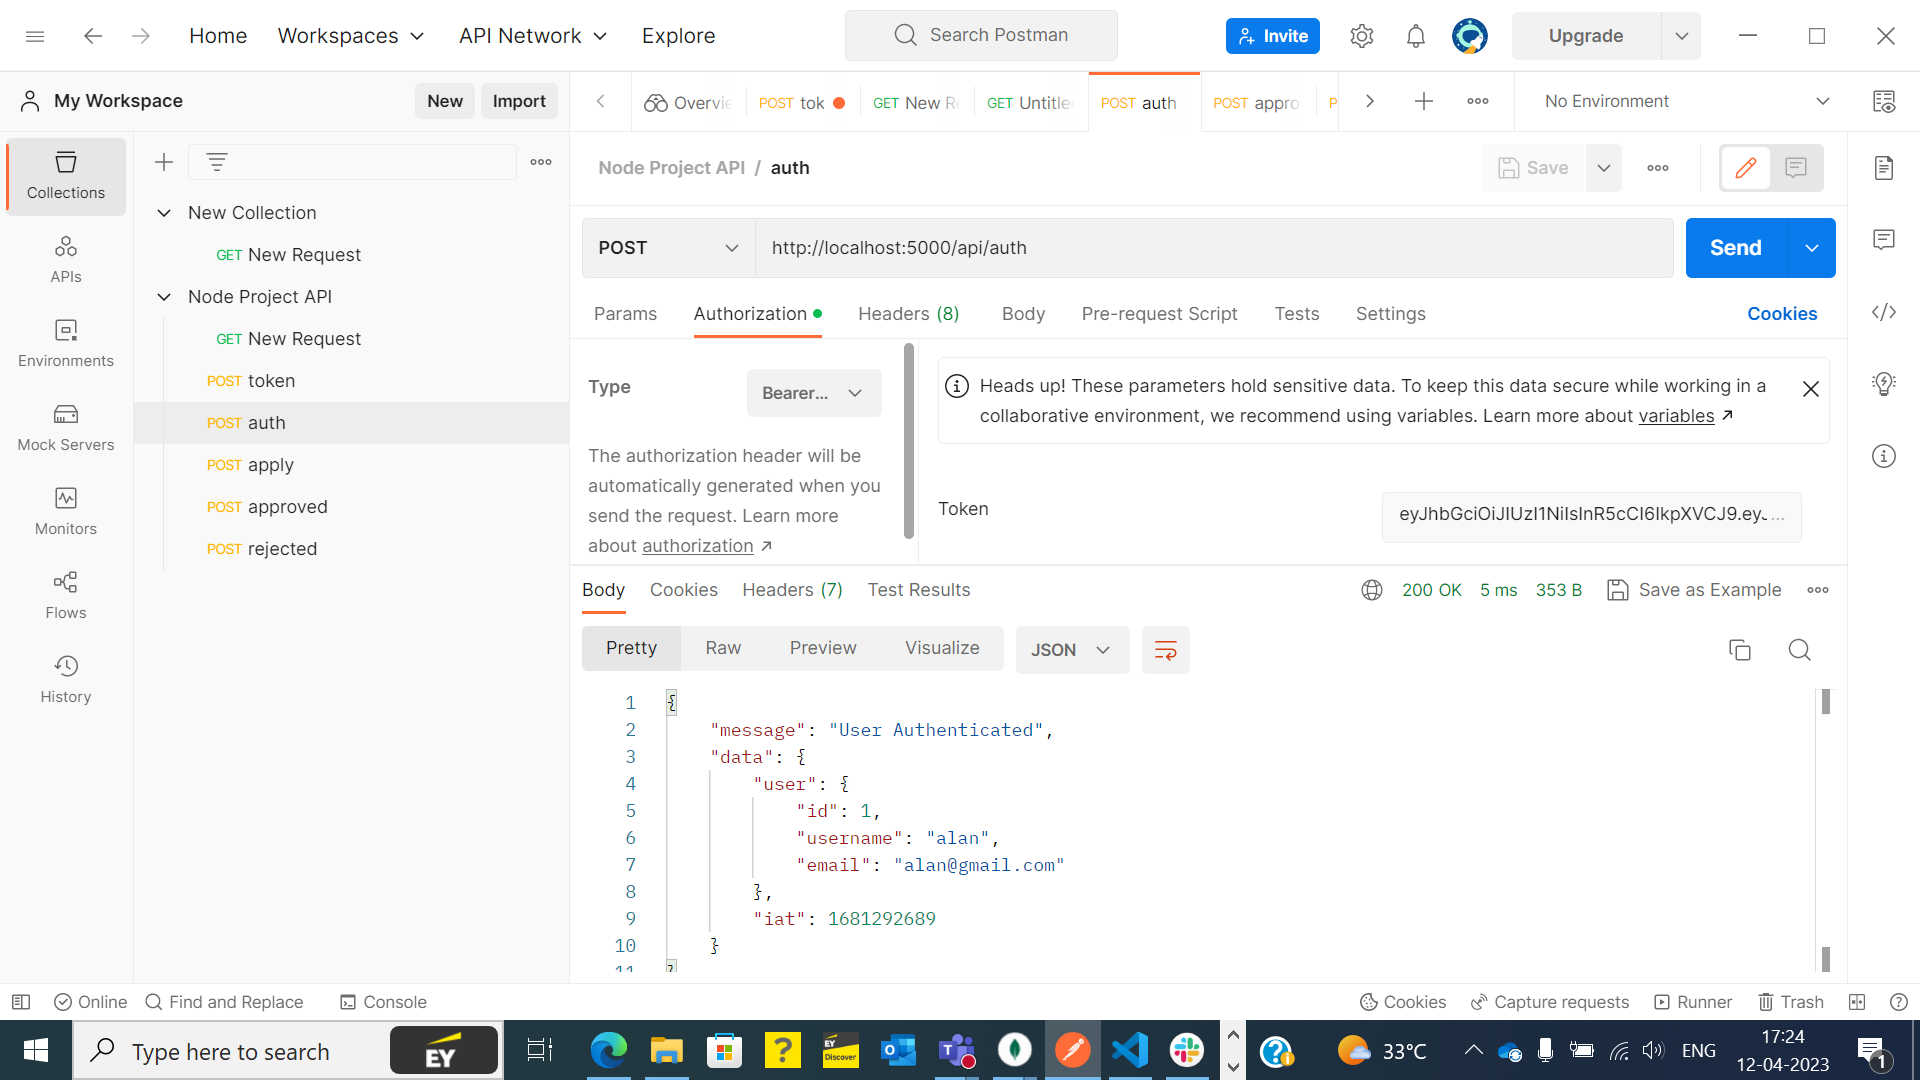 Home
Workspaces
API Network
Explore
Search Postman
Invite
Upgrade
My Workspace
New
Import
Overvie
POST tok
GET New Re
GET Untitle
POST auth
POST appro
P
No Environment
Collections
APIs
Environments
Mock Servers
Monitors
Flows
History
New Collection
GET New Request
Node Project API
GET New Request
POST token
POST auth
POST apply
POST approved
POST rejected
Node Project API / auth
Save
POST
http://localhost:5000/api/auth
Send
Params
Authorization
Headers (8)
Body
Pre-request Script
Tests
Settings
Cookies
Type
Bearer...
The authorization header will be
automatically generated when you
send the request. Learn more
about authorization ↗
Heads up! These parameters hold sensitive data. To keep this data secure while working in a
collaborative environment, we recommend using variables. Learn more about variables ↗
Token
eyJhbGciOiJIUzI1NiIsInR5cCI6IkpXVCJ9.eyJ...
Body
Cookies
Headers (7)
Test Results
200 OK
5 ms
353 B
Save as Example
Pretty
Raw
Preview
Visualize
JSON
1 {
2 "message": "User Authenticated",
3 "data": {
4 "user": {
5 "id": 1,
6 "username": "alan",
7 "email": "alan@gmail.com"
8 },
9 "iat": 1681292689
10 }
11 }
Online
Find and Replace
Console
Cookies
Capture requests
Runner
Trash
Type here to search
EY
EY
Discover
33°C
ENG
17:24
12-04-2023
1